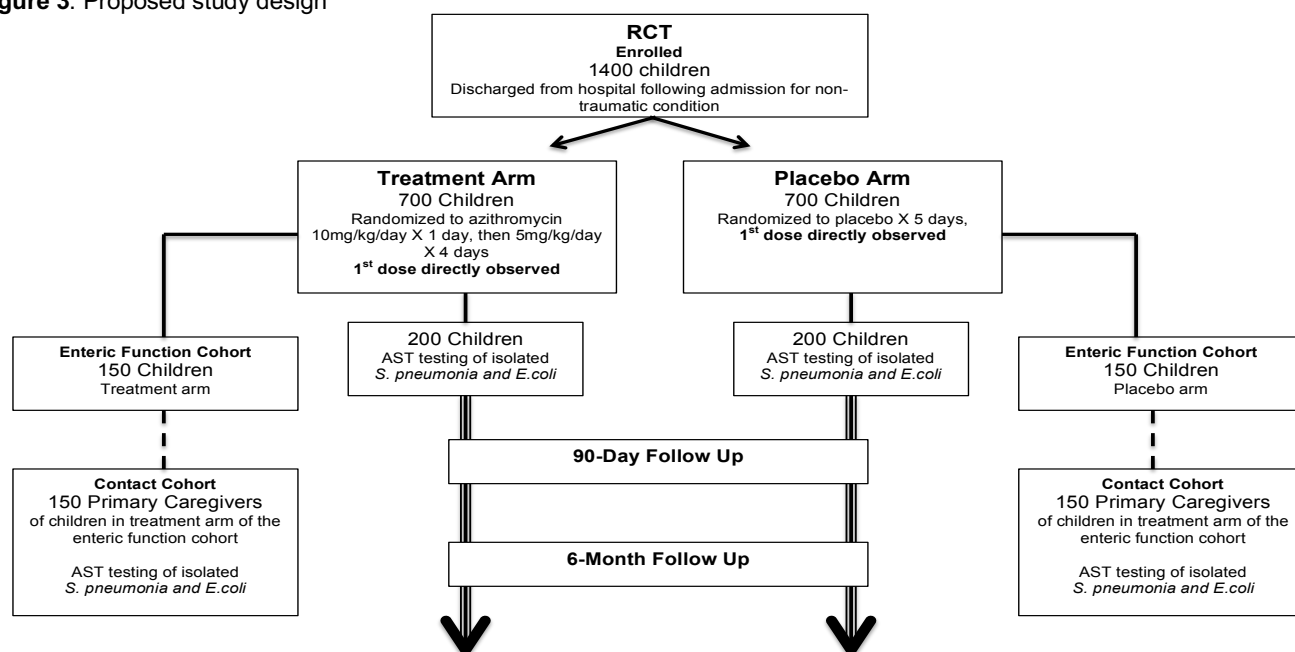 gure 3. Proposed study design
RCT
Enrolled
1400 children
Discharged from hospital following admission for non-
traumatic condition
Treatment Arm
700 Children
Randomized to azithromycin
10mg/kg/day X 1 day, then 5mg/kg/day
X 4 days
1st dose directly observed
Placebo Arm
700 Children
Randomized to placebo X 5 days,
1st dose directly observed
Enteric Function Cohort
150 Children
Treatment arm
200 Children
AST testing of isolated
S. pneumonia and E.coli
200 Children
AST testing of isolated
S. pneumonia and E.coli
Enteric Function Cohort
150 Children
Placebo arm
90-Day Follow Up
Contact Cohort
150 Primary Caregivers
of children in treatment arm of the
enteric function cohort
AST testing of isolated
S. pneumonia and E.coli
Contact Cohort
150 Primary Caregivers
of children in treatment arm of the
enteric function cohort
AST testing of isolated
S. pneumonia and E.coli
6-Month Follow Up